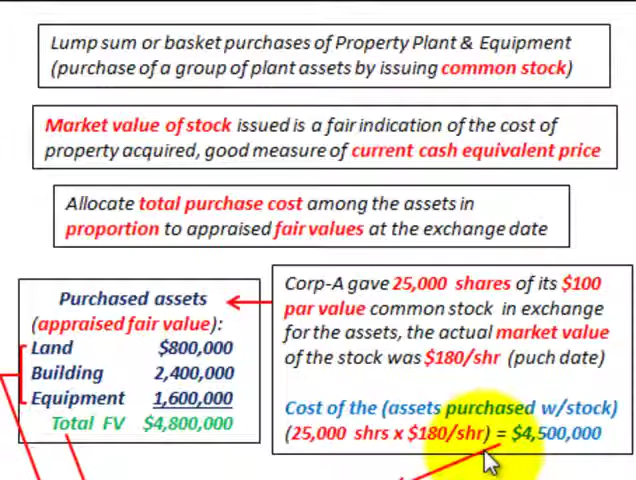 Lump sum or basket purchases of Property Plant & Equipment
(purchase of a group of plant assets by issuing common stock)
Market value of stock issued is a fair indication of the cost of
property acquired, good measure of current cash equivalent price
Allocate total purchase cost among the assets in
proportion to appraised fair values at the exchange date
Purchased assets
(appraised fair value):
Land $800,000
Building 2,400,000
Equipment 1,600,000
Total FV $4,800,000
Corp-A gave 25,000 shares of its $100
par value common stock in exchange
for the assets, the actual market value
of the stock was $180/shr (puch date)
Cost of the (assets purchased w/stock)
(25,000 shrs x $180/shr) = $4,500,000